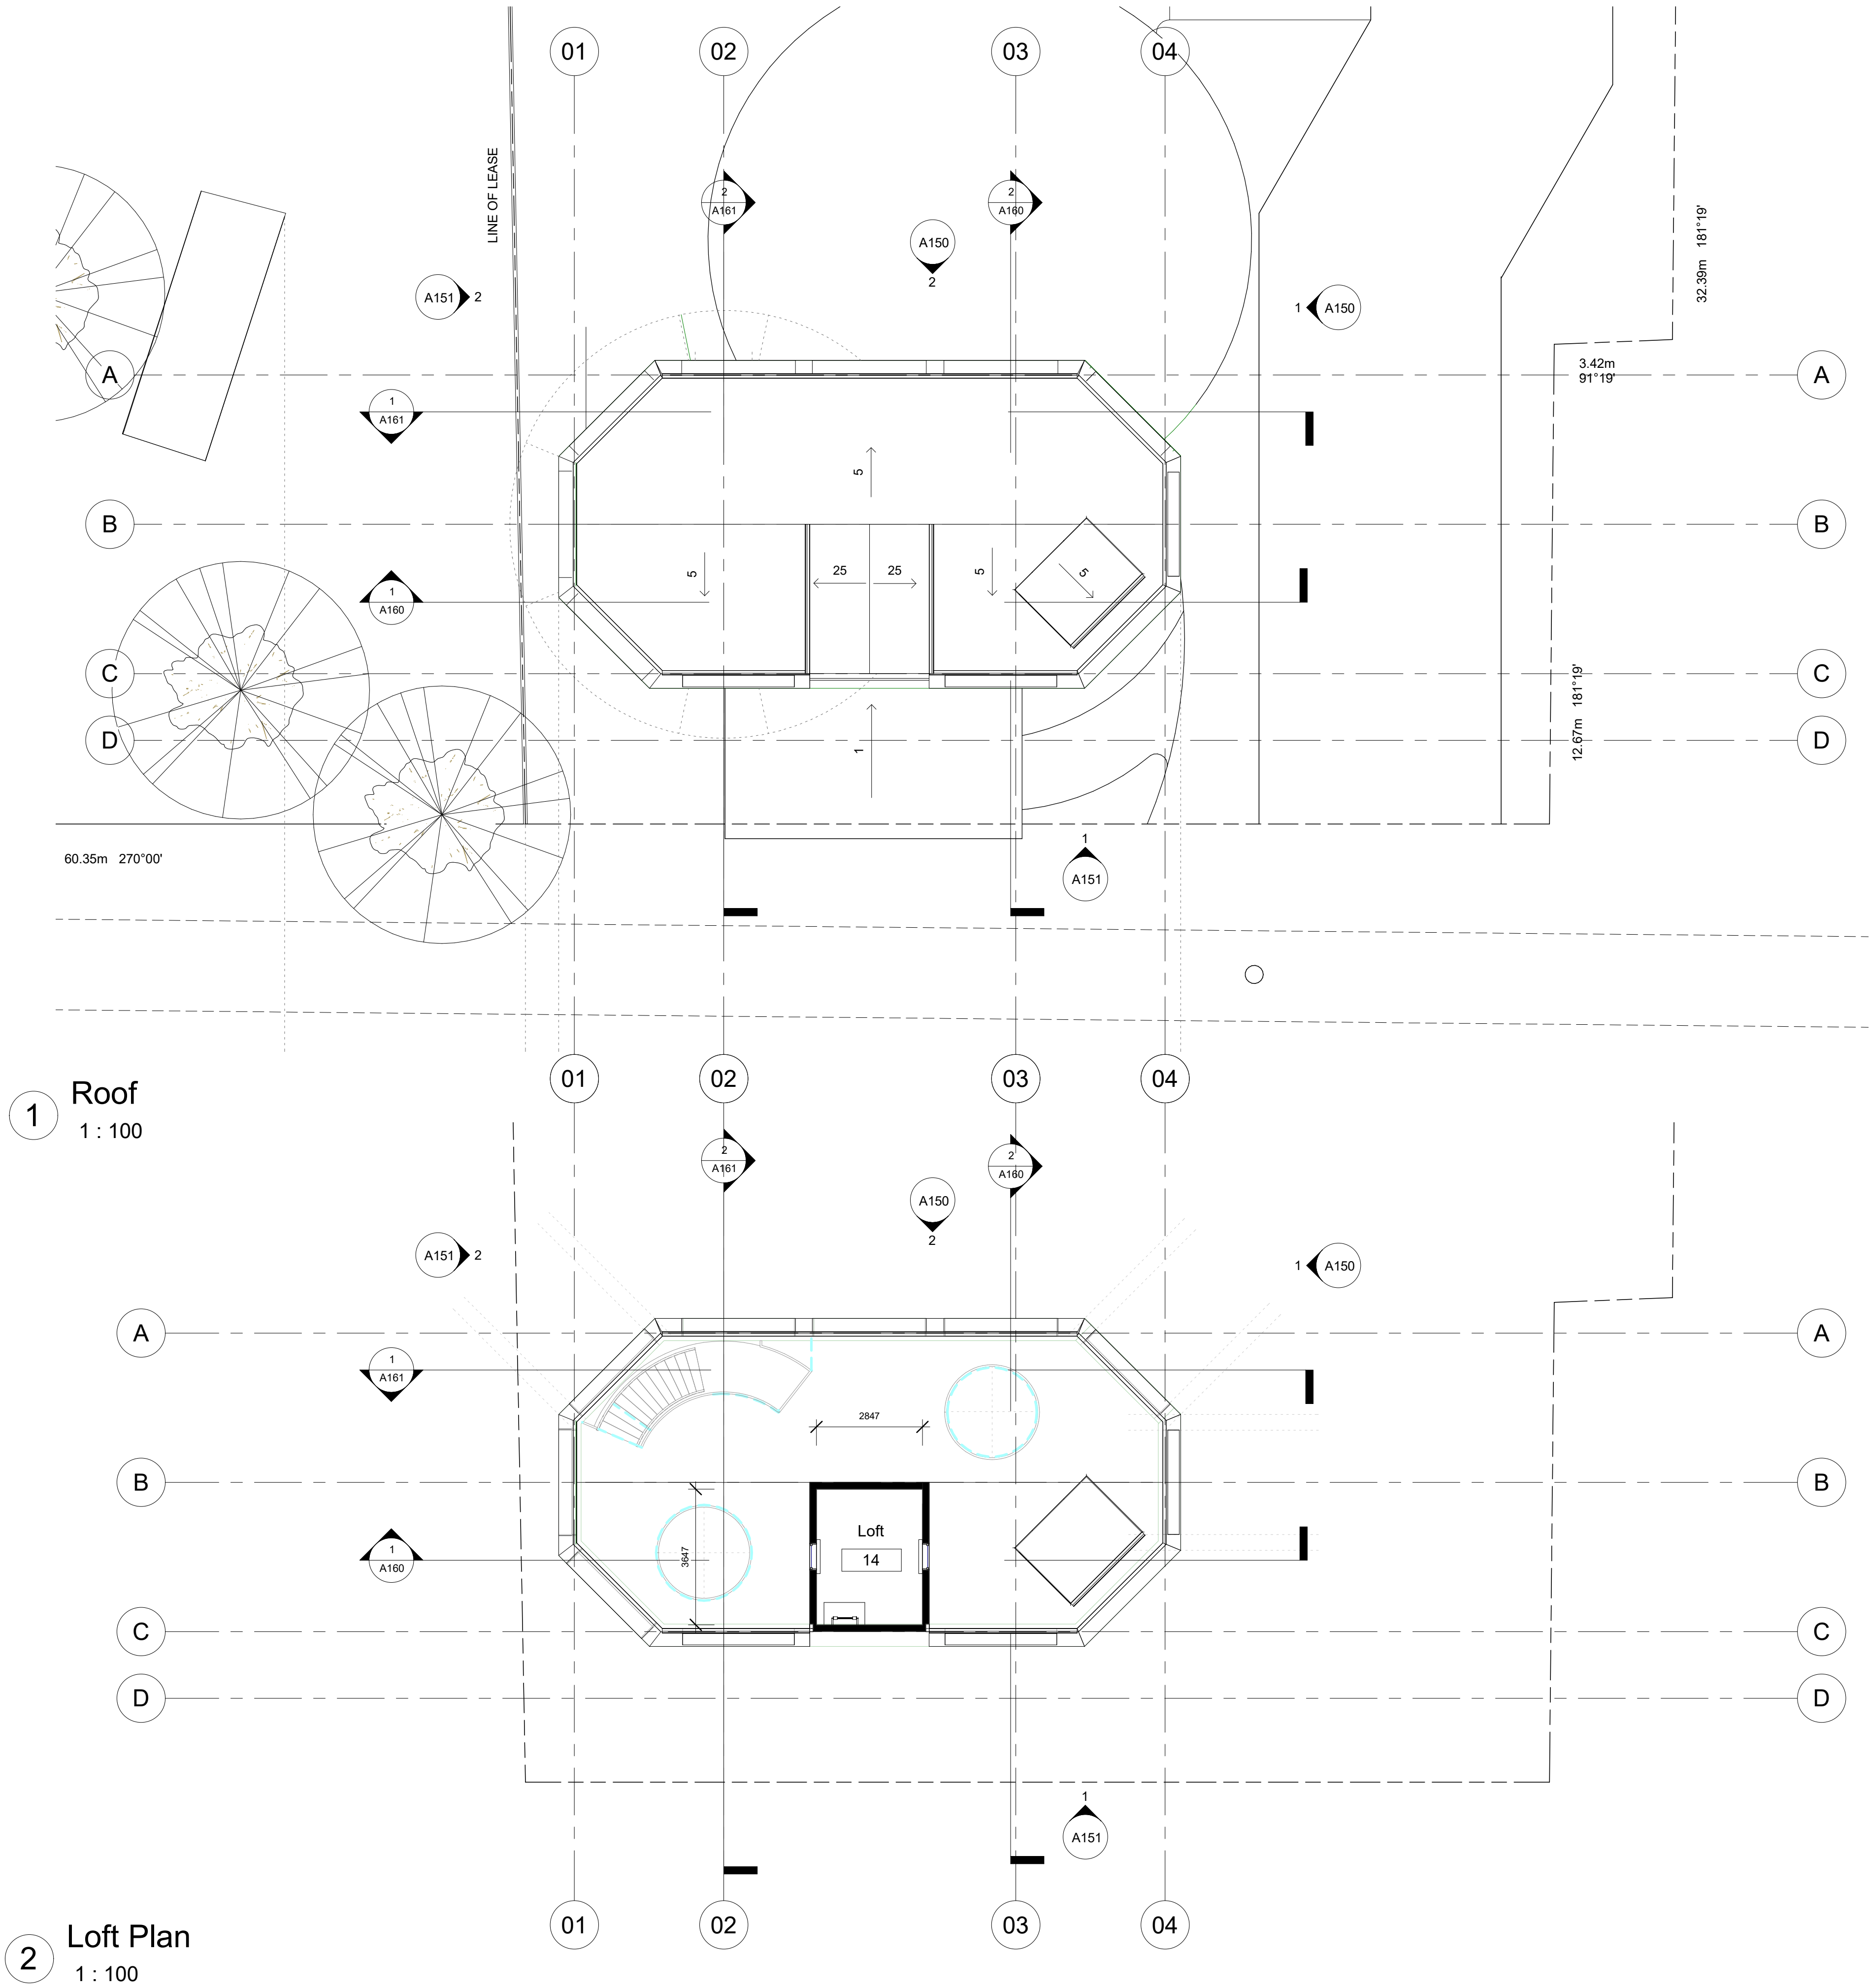 01 02 03 04
LINE OF LEASE
2
A161
2
A160
A150
2
A151 2
1 A150
32.39m 181°19'
3.42m
91°19'
A A
1
A161
5
B B
5 25 25 5 5
1
A160
C C
12.67m 181°19'
D D
1
60.35m 270°00'
1
A151
01 02 03 04
1 Roof
1 : 100
2
A161
2
A160
A150
2
A151 2
1 A150
A A
1
A161
2847
B B
Loft
14
3647
1
A160
C C
D D
1
A151
01 02 03 04
2 Loft Plan
1 : 100